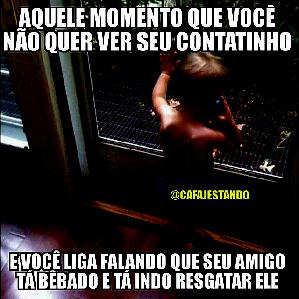 AQUELE MOMENTO QUE VOCÊ
NÃO QUER VER SEU CONTATINHO
@CAFAJESTANDO
E VOCÊ LIGA FALANDO QUE SEU AMIGO
TÁ BÊBADO E TÁ INDO RESGATAR ELE